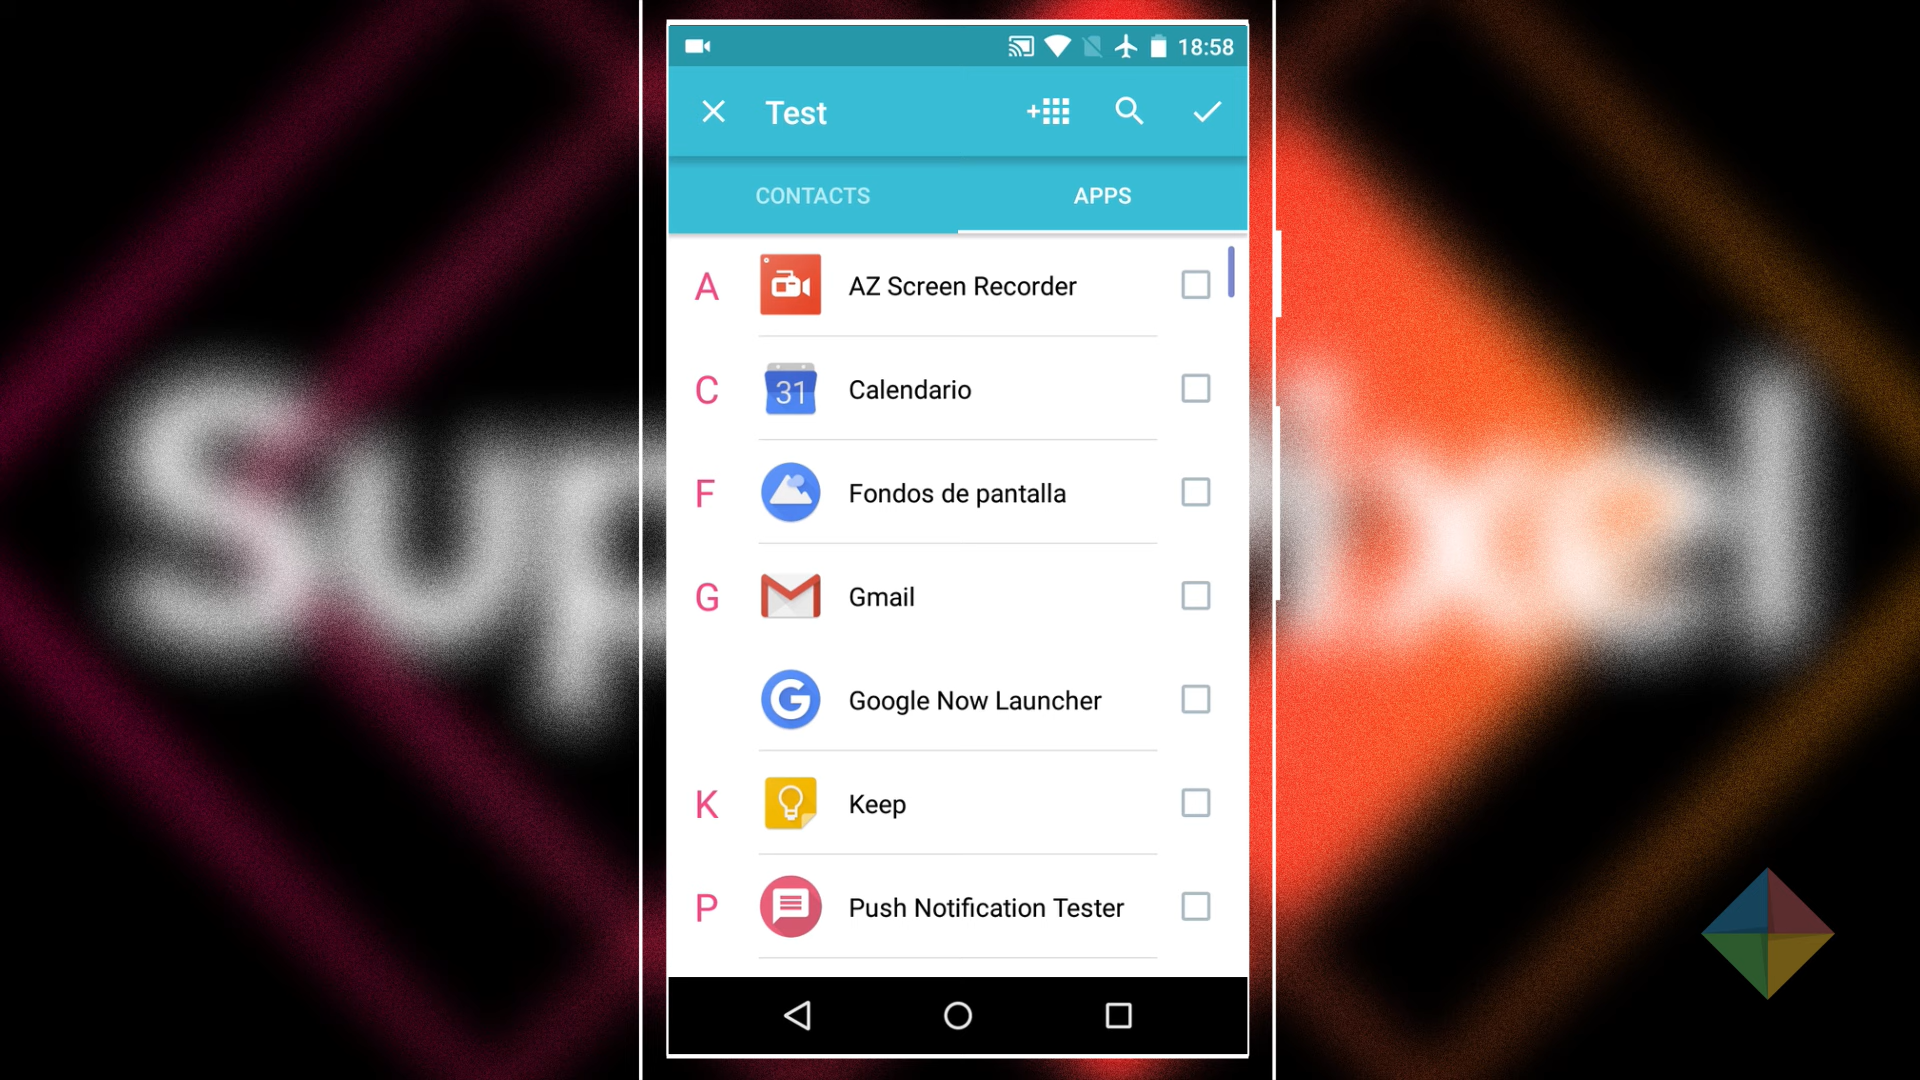 18:58
Test
CONTACTS APPS
A AZ Screen Recorder
C 31 Calendario
F Fondos de pantalla
G Gmail
G Google Now Launcher
K Keep
P Push Notification Tester